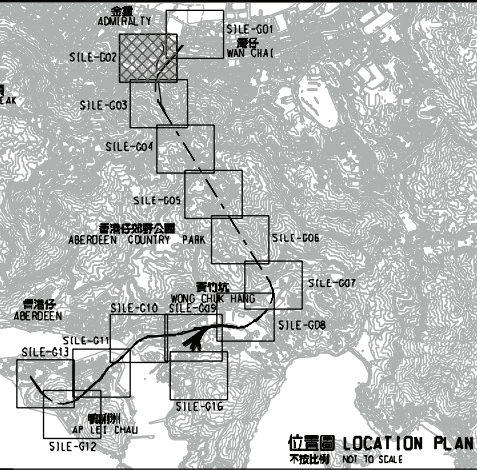 金鐘
ADMIRALTY
SILE-G01
灣仔
WAN CHAI
SILE-G02
EAK
SILE-G03
SILE-G04
SILE-G05
香港仔郊野公園
ABERDEEN COUNTRY PARK
SILE-G06
SILE-G07
黃竹坑
WONG CHUK HANG
香港仔
ABERDEEN
SILE-G10
SILE-G09
SILE-G08
SILE-G11
SILE-G13
SILE-G16
鴨脷洲
AP LEI CHAU
SILE-G12
位置圖 LOCATION PLAN
不按比例 NOT TO SCALE